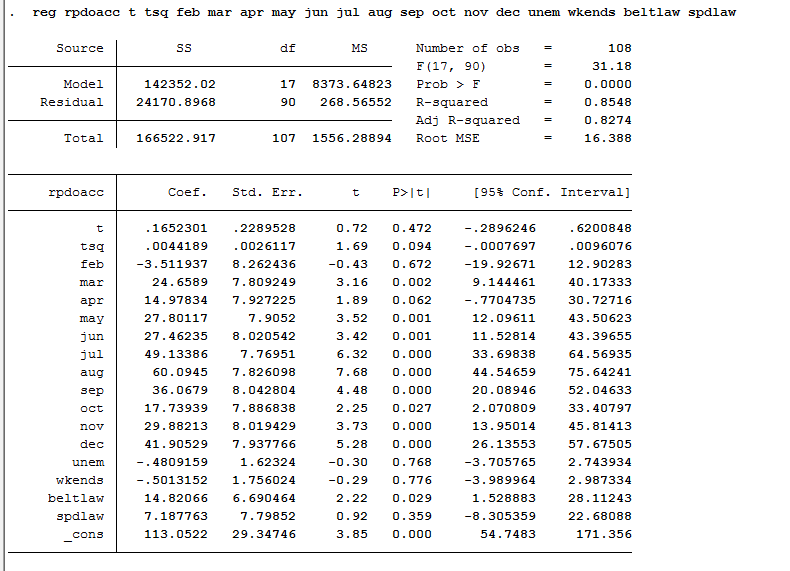 . reg rpdoacc t tsq feb mar apr may jun jul aug sep oct nov dec unem wkends beltlaw spdlaw
Source SS df MS Number of obs = 108
F(17, 90) = 31.18
Model 142352.02 17 8373.64823 Prob > F = 0.0000
Residual 24170.8968 90 268.56552 R-squared = 0.8548
Adj R-squared = 0.8274
Total 166522.917 107 1556.28894 Root MSE = 16.388
rpdoacc Coef. Std. Err. t P>|t| [95% Conf. Interval]
t .1652301 .2289528 0.72 0.472 -.2896246 .6200848
tsq .0044189 .0026117 1.69 0.094 -.0007697 .0096076
feb -3.511937 8.262436 -0.43 0.672 -19.92671 12.90283
mar 24.6589 7.809249 3.16 0.002 9.144461 40.17333
apr 14.97834 7.927225 1.89 0.062 -.7704735 30.72716
may 27.80117 7.9052 3.52 0.001 12.09611 43.50623
jun 27.46235 8.020542 3.42 0.001 11.52814 43.39655
jul 49.13386 7.76951 6.32 0.000 33.69838 64.56935
aug 60.0945 7.826098 7.68 0.000 44.54659 75.64241
sep 36.0679 8.042804 4.48 0.000 20.08946 52.04633
oct 17.73939 7.886838 2.25 0.027 2.070809 33.40797
nov 29.88213 8.019429 3.73 0.000 13.95014 45.81413
dec 41.90529 7.937766 5.28 0.000 26.13553 57.67505
unem -.4809159 1.62324 -0.30 0.768 -3.705765 2.743934
wkends -.5013152 1.756024 -0.29 0.776 -3.989964 2.987334
beltlaw 14.82066 6.690464 2.22 0.029 1.528883 28.11243
spdlaw 7.187763 7.79852 0.92 0.359 -8.305359 22.68088
_cons 113.0522 29.34746 3.85 0.000 54.7483 171.356